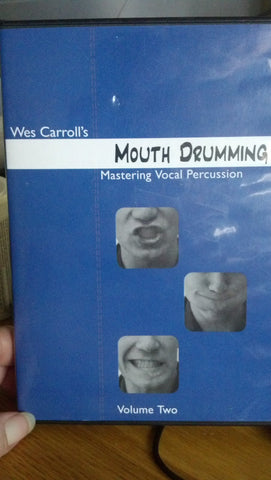 Wes Carroll's
MOUTH DRUMMING
Mastering Vocal Percussion
Volume Two